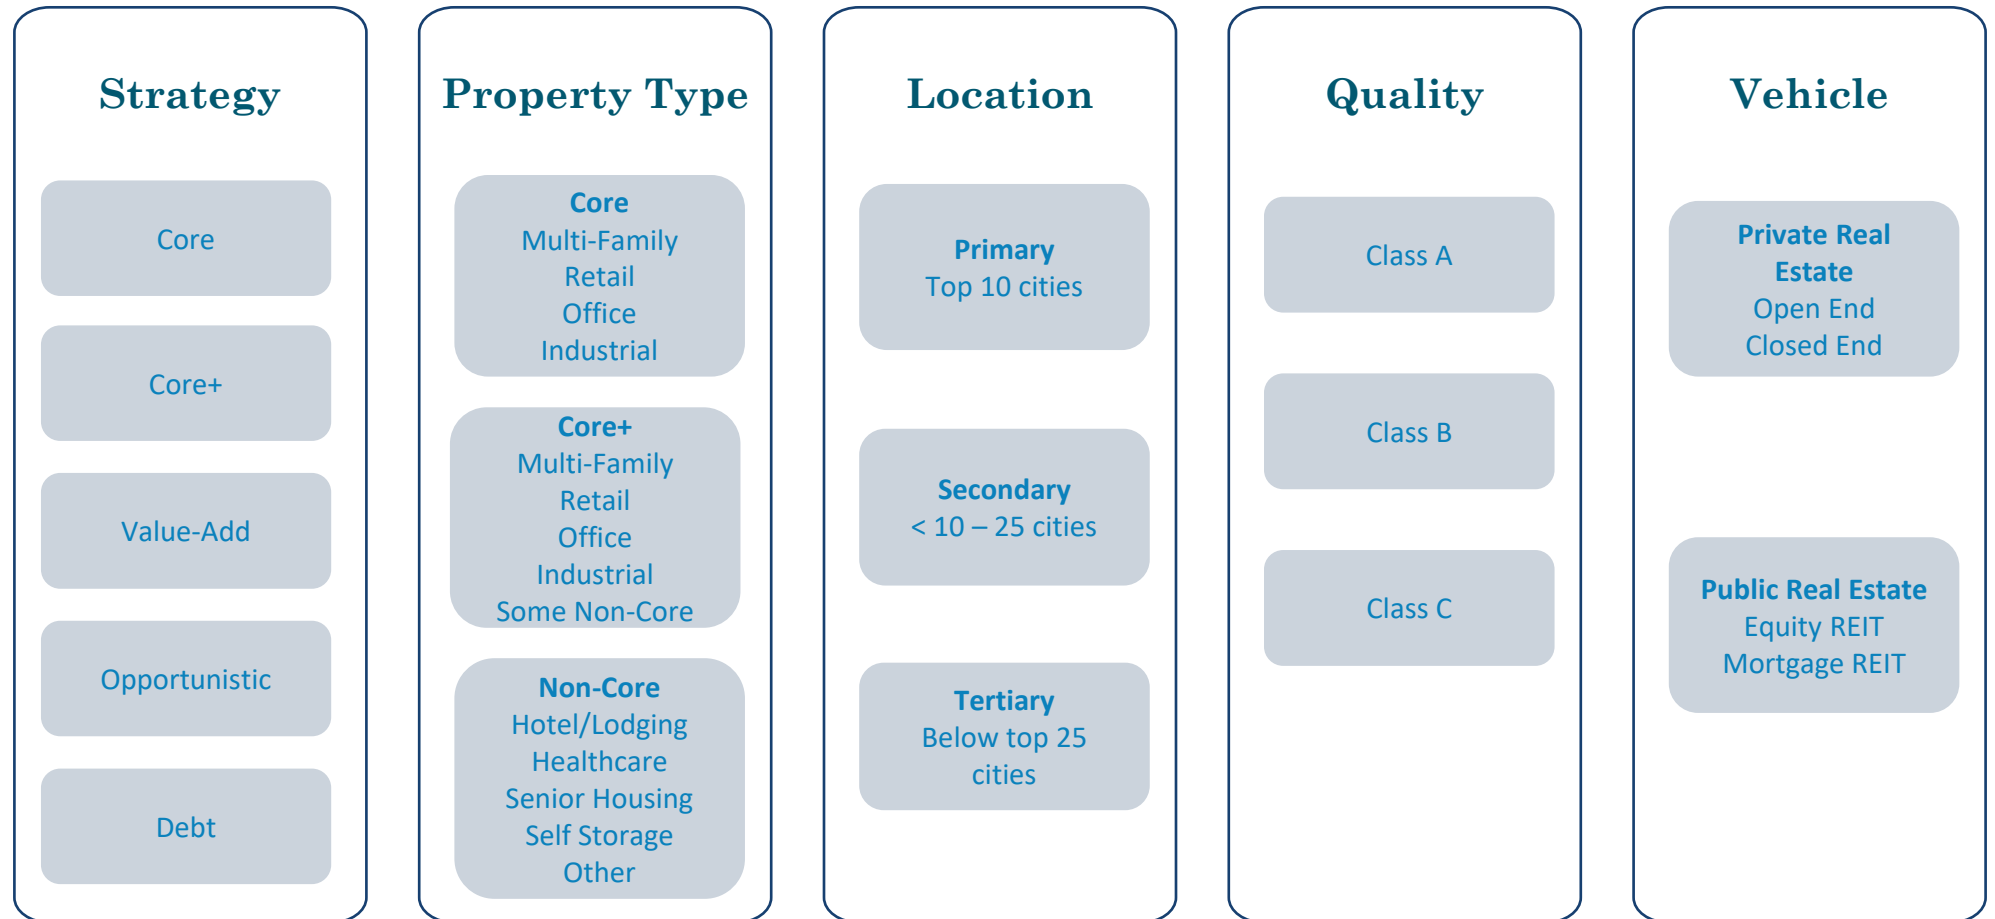 Strategy
Core
Core+
Value-Add
Opportunistic
Debt
Property Type
Core
Multi-Family
Retail
Office
Industrial
Core+
Multi-Family
Retail
Office
Industrial
Some Non-Core
Non-Core
Hotel/Lodging
Healthcare
Senior Housing
Self Storage
Other
Location
Primary
Top 10 cities
Secondary
< 10 – 25 cities
Tertiary
Below top 25
cities
Quality
Class A
Class B
Class C
Vehicle
Private Real
Estate
Open End
Closed End
Public Real Estate
Equity REIT
Mortgage REIT